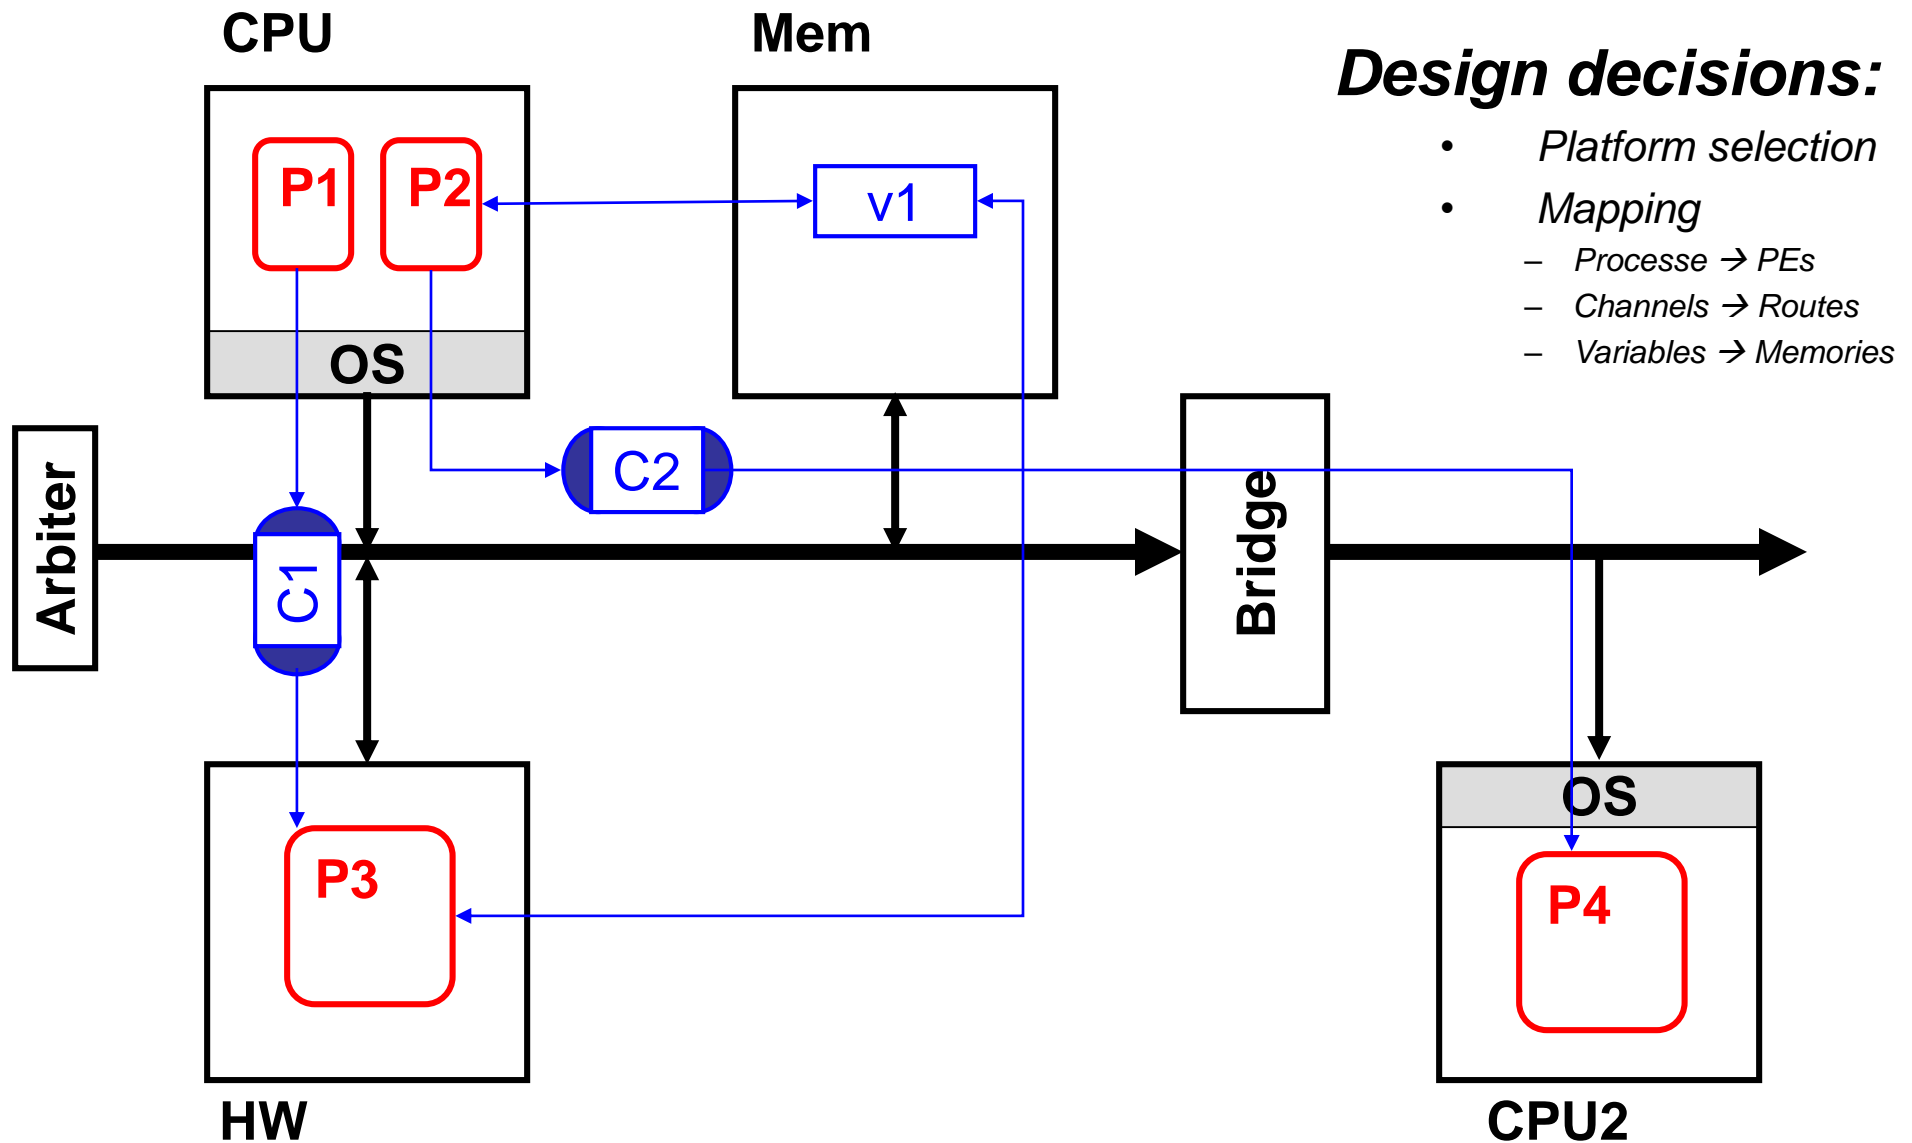 CPU
Mem
Design decisions:
• Platform selection
• Mapping
– Processe → PEs
– Channels → Routes
– Variables → Memories
P1
P2
v1
OS
C2
Arbiter
C1
Bridge
OS
P3
P4
HW
CPU2